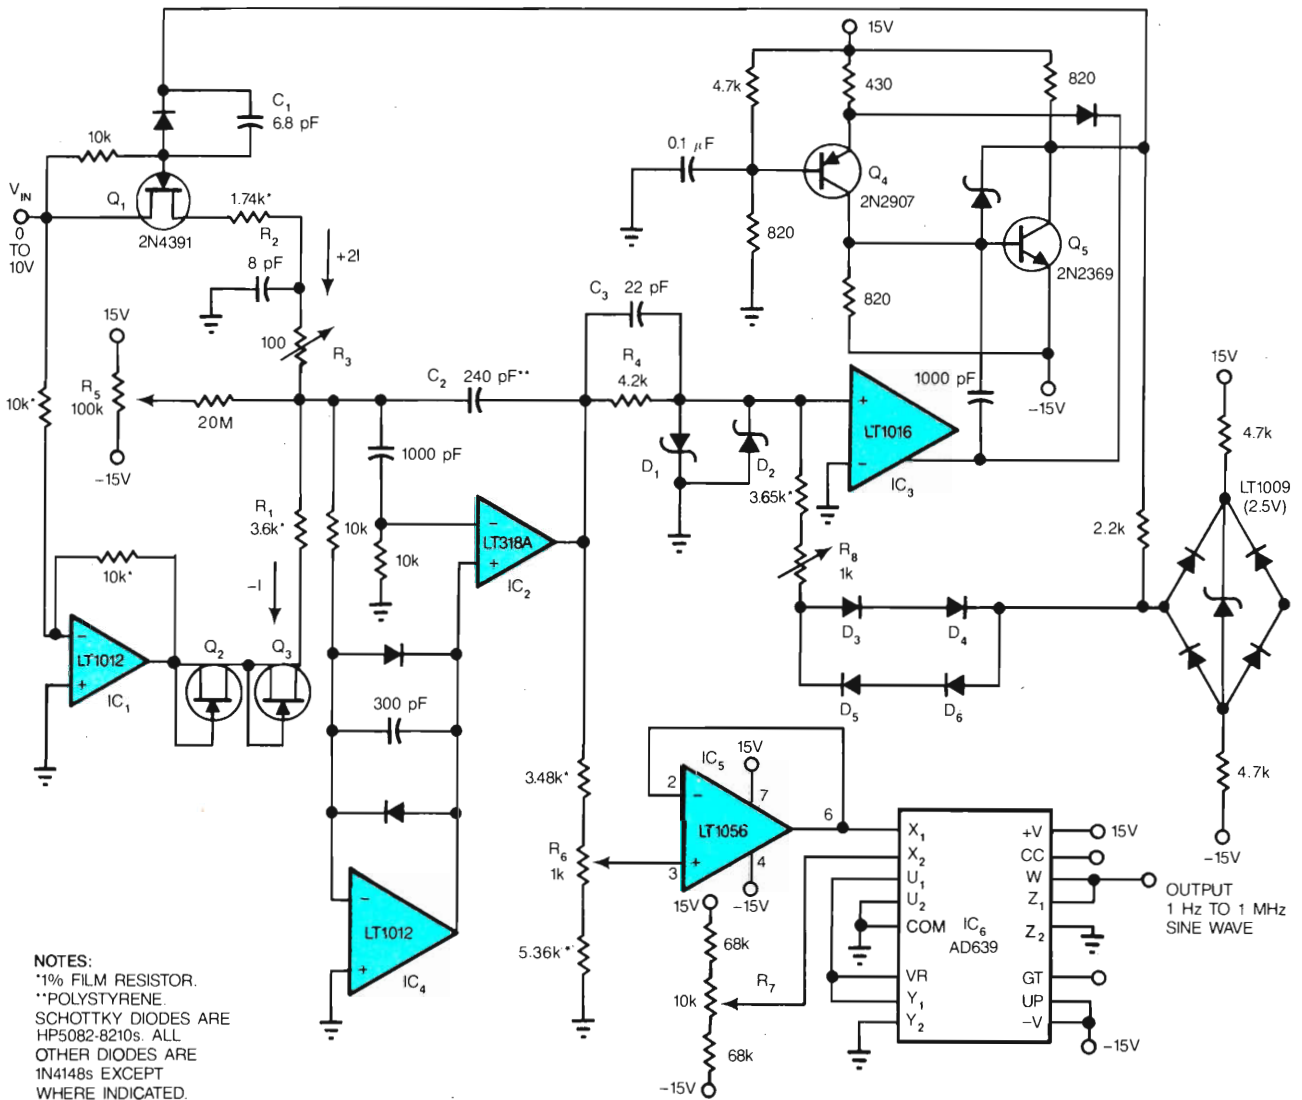 15V
4.7k
430
820
C1
6.8 pF
10k
0.1 µF
Q4
2N2907
VIN
0
TO
10V
Q1
2N4391
1.74k*
R2
+2I
8 pF
820
Q5
2N2369
820
C3 22 pF
15V
100
R3
R4
4.2k
15V
C2 240 pF**
1000 pF
-15V
10k*
R5
100k
20M
+
LT1016
-
IC3
4.7k
-15V
1000 pF
D1
D2
3.65k*
LT1009
(2.5V)
R1
3.6k*
10k
-
LT318A
+
IC2
10k
2.2k
R8
1k
10k*
-I
D3
D4
-
LT1012
+
IC1
Q2
Q3
300 pF
D5
D6
4.7k
3.48k*
IC5
15V
2
-
7
LT1056
6
+
3
4
-15V
R6
1k
X1
X2
U1
U2
COM
VR
Y1
Y2
IC6
AD639
+V
CC
W
Z1
Z2
GT
UP
-V
15V
-15V
OUTPUT
1 Hz TO 1 MHz
SINE WAVE
-15V
-
LT1012
+
IC4
5.36k*
15V
68k
10k
R7
68k
-15V
NOTES:
*1% FILM RESISTOR.
**POLYSTYRENE.
SCHOTTKY DIODES ARE
HP5082-8210s. ALL
OTHER DIODES ARE
1N4148s EXCEPT
WHERE INDICATED.